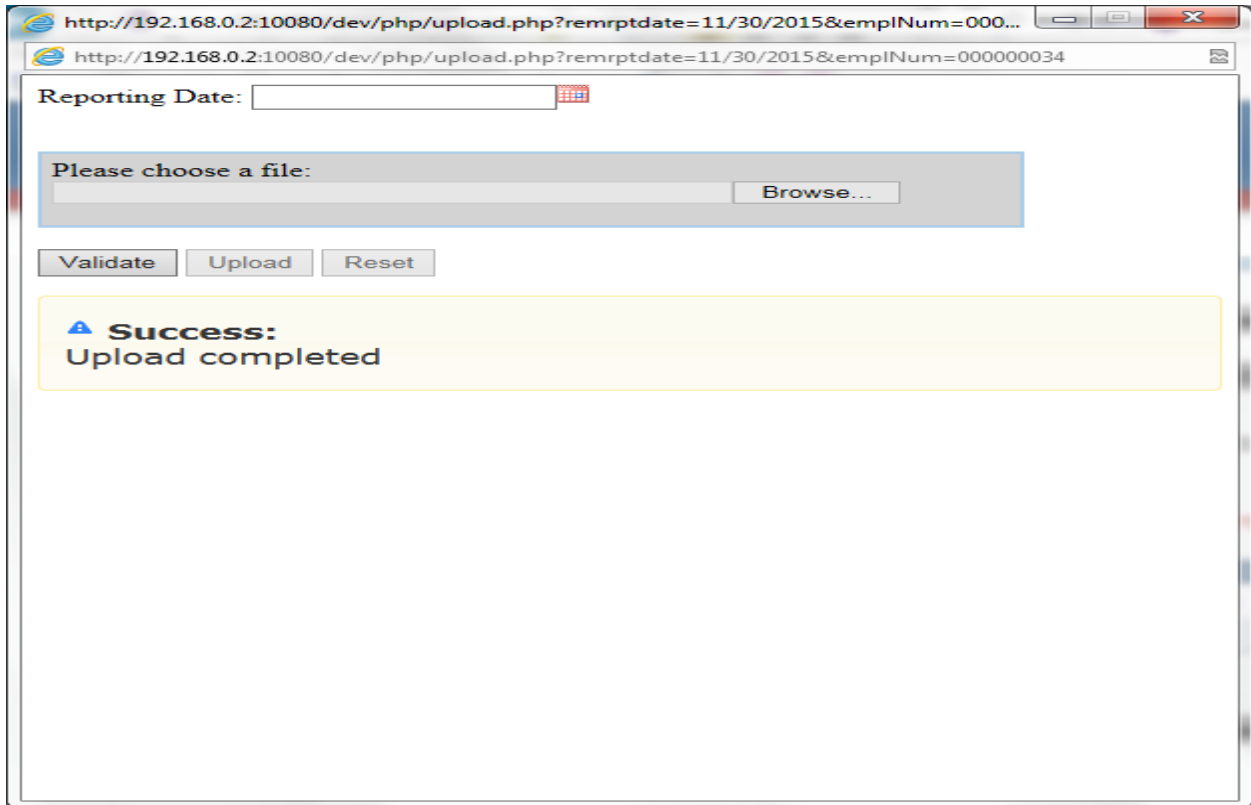 http://192.168.0.2:10080/dev/php/upload.php?remrptdate=11/30/2015&emplNum=000...
http://192.168.0.2:10080/dev/php/upload.php?remrptdate=11/30/2015&emplNum=000000034
Reporting Date:
Please choose a file:
Browse...
Validate Upload Reset
Success:
Upload completed